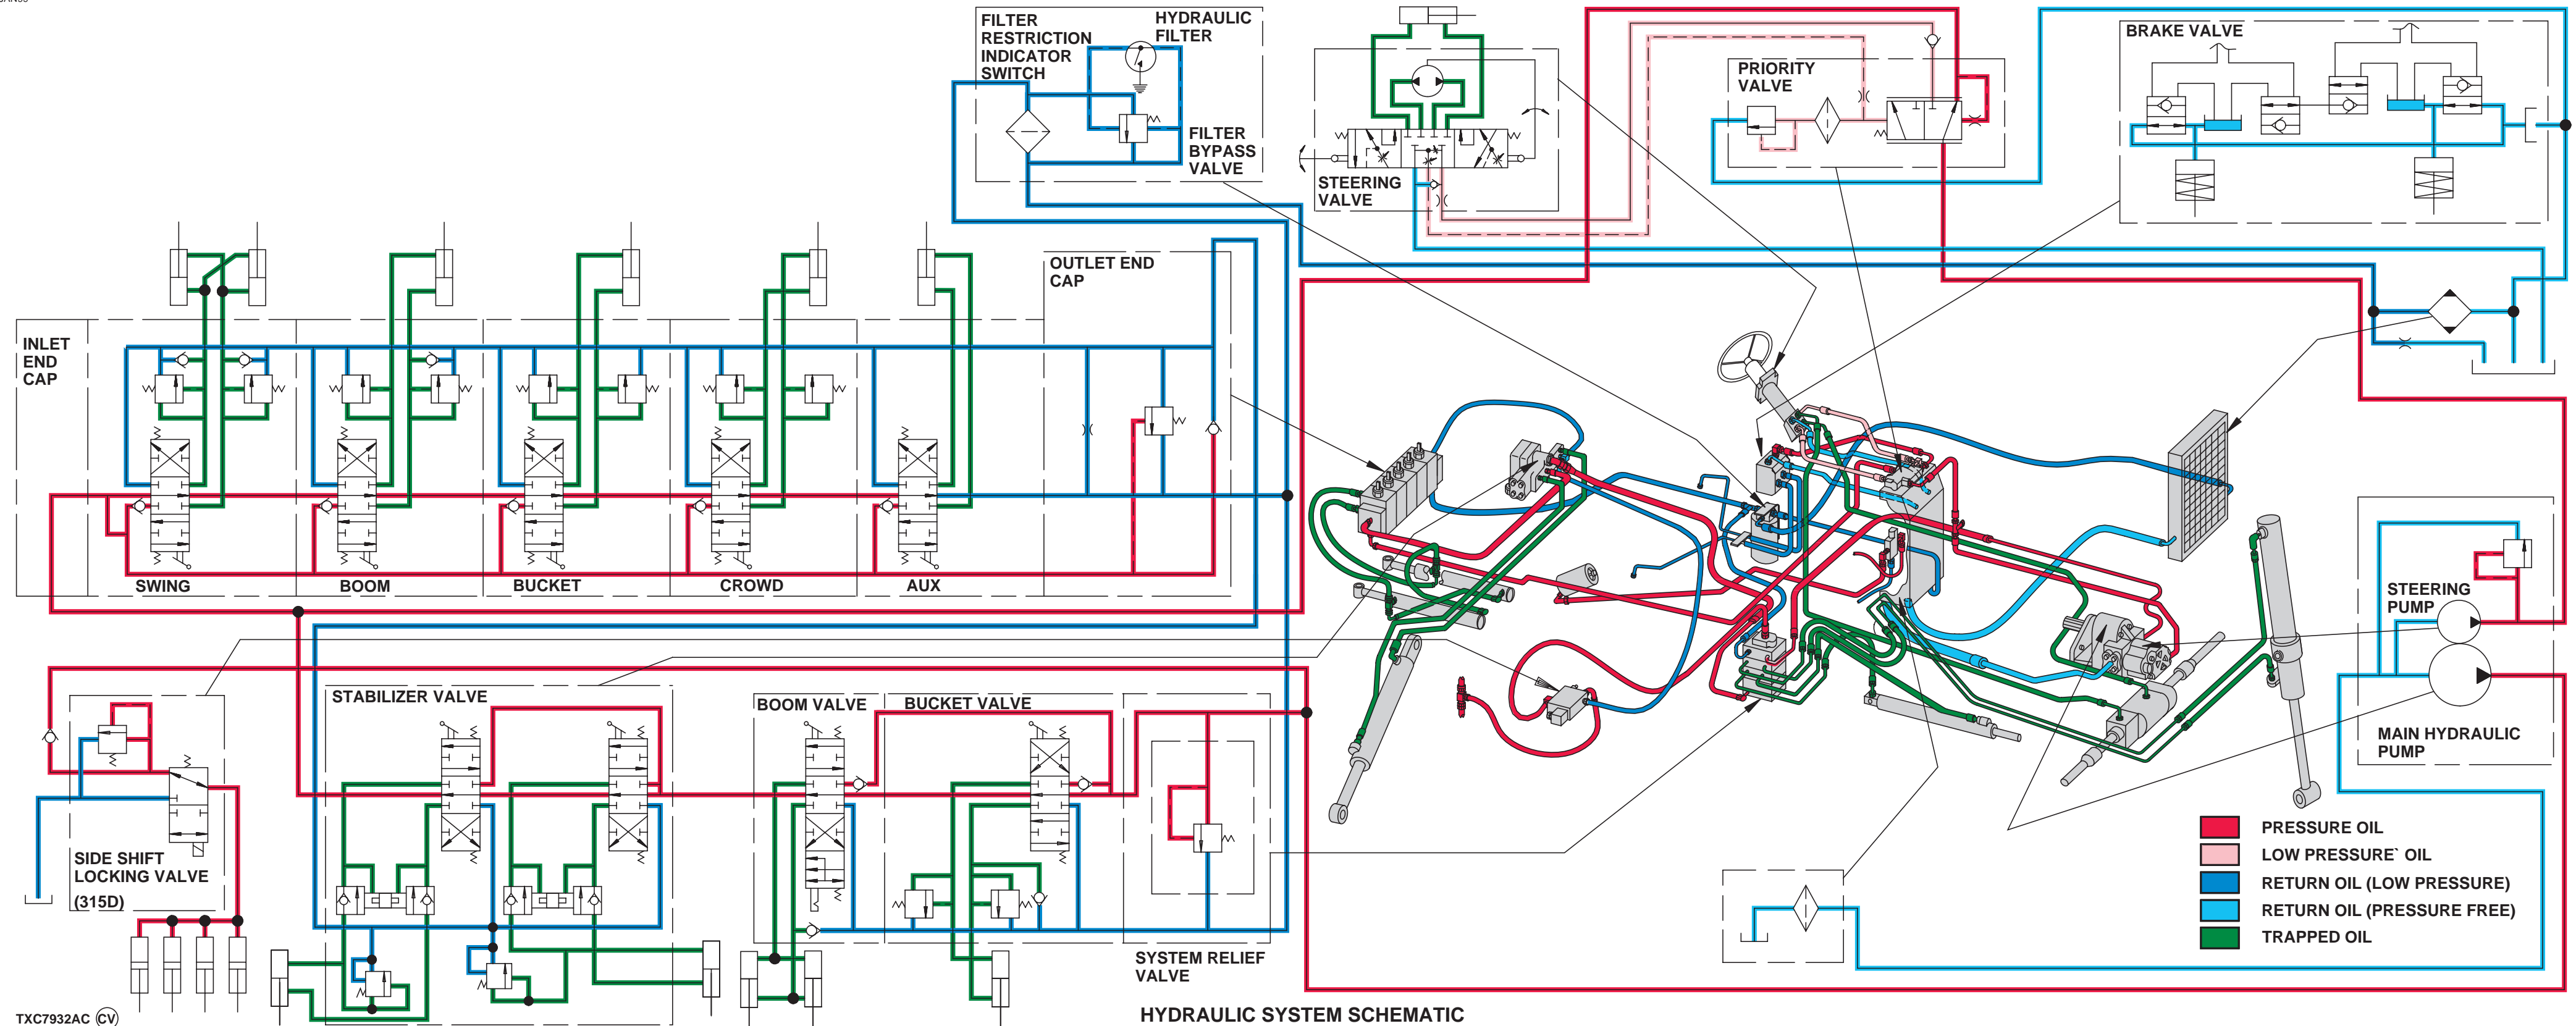 FILTER
RESTRICTION
INDICATOR
SWITCH
HYDRAULIC
FILTER
FILTER
BYPASS
VALVE
STEERING
VALVE
PRIORITY
VALVE
BRAKE VALVE
INLET
END
CAP
OUTLET END
CAP
SWING
BOOM
BUCKET
CROWD
AUX
STEERING
PUMP
MAIN HYDRAULIC
PUMP
SIDE SHIFT
LOCKING VALVE
(315D)
STABILIZER VALVE
BOOM VALVE
BUCKET VALVE
SYSTEM RELIEF
VALVE
PRESSURE OIL
LOW PRESSURE` OIL
RETURN OIL (LOW PRESSURE)
RETURN OIL (PRESSURE FREE)
TRAPPED OIL
TXC7932AC CV
HYDRAULIC SYSTEM SCHEMATIC